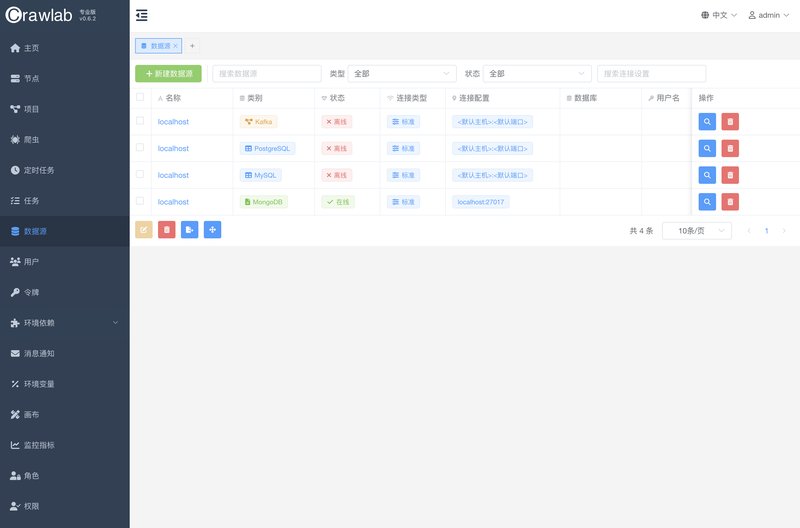 Crawlab 专业版 v0.6.2
中文 admin
主页
节点
项目
爬虫
定时任务
任务
数据源
用户
令牌
环境依赖
消息通知
环境变量
画布
监控指标
角色
权限
数据源 × +
+ 新建数据源 搜索数据源 类型 全部 状态 全部 搜索连接设置
名称 类别 状态 连接类型 连接配置 数据库 用户名 操作
localhost Kafka 离线 标准 <默认主机>:<默认端口>
localhost PostgreSQL 离线 标准 <默认主机>:<默认端口>
localhost MySQL 离线 标准 <默认主机>:<默认端口>
localhost MongoDB 在线 标准 localhost:27017
共 4 条 10条/页 1